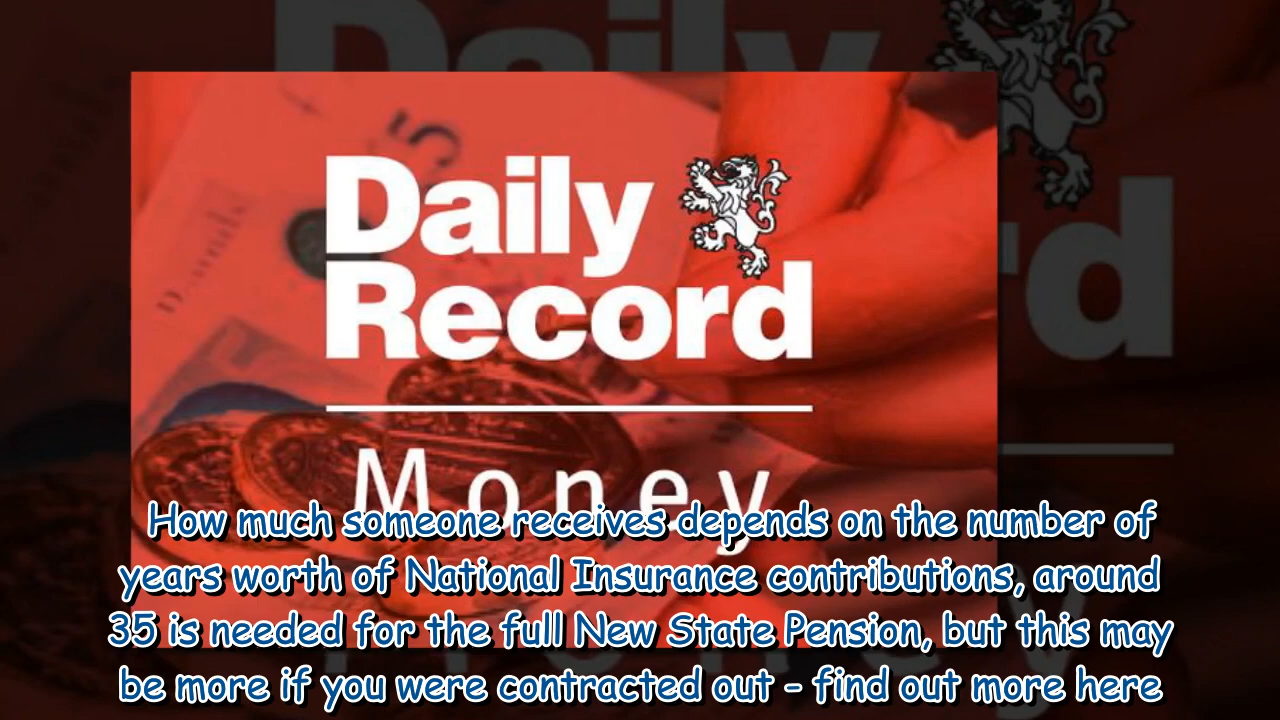 Daily
Record
Money
How much someone receives depends on the number of
years worth of National Insurance contributions, around
35 is needed for the full New State Pension, but this may
be more if you were contracted out - find out more here